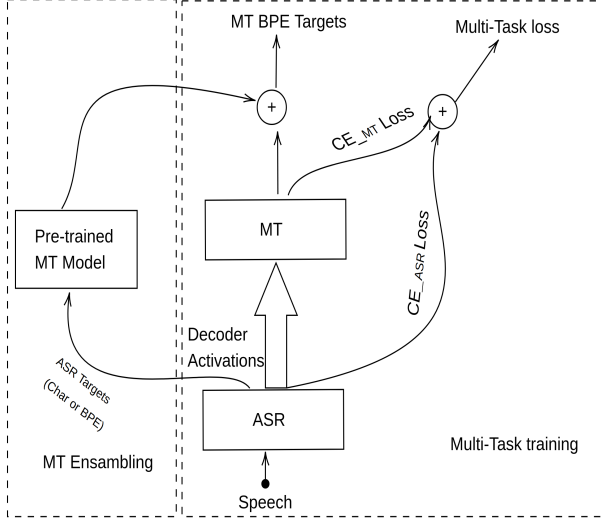 MT BPE Targets
Multi-Task loss
+
+
CE_MT Loss
MT
Pre-trained
MT Model
CE_ASR Loss
Decoder
Activations
ASR Targets
(Char or BPE)
ASR
MT Ensambling
Multi-Task training
Speech